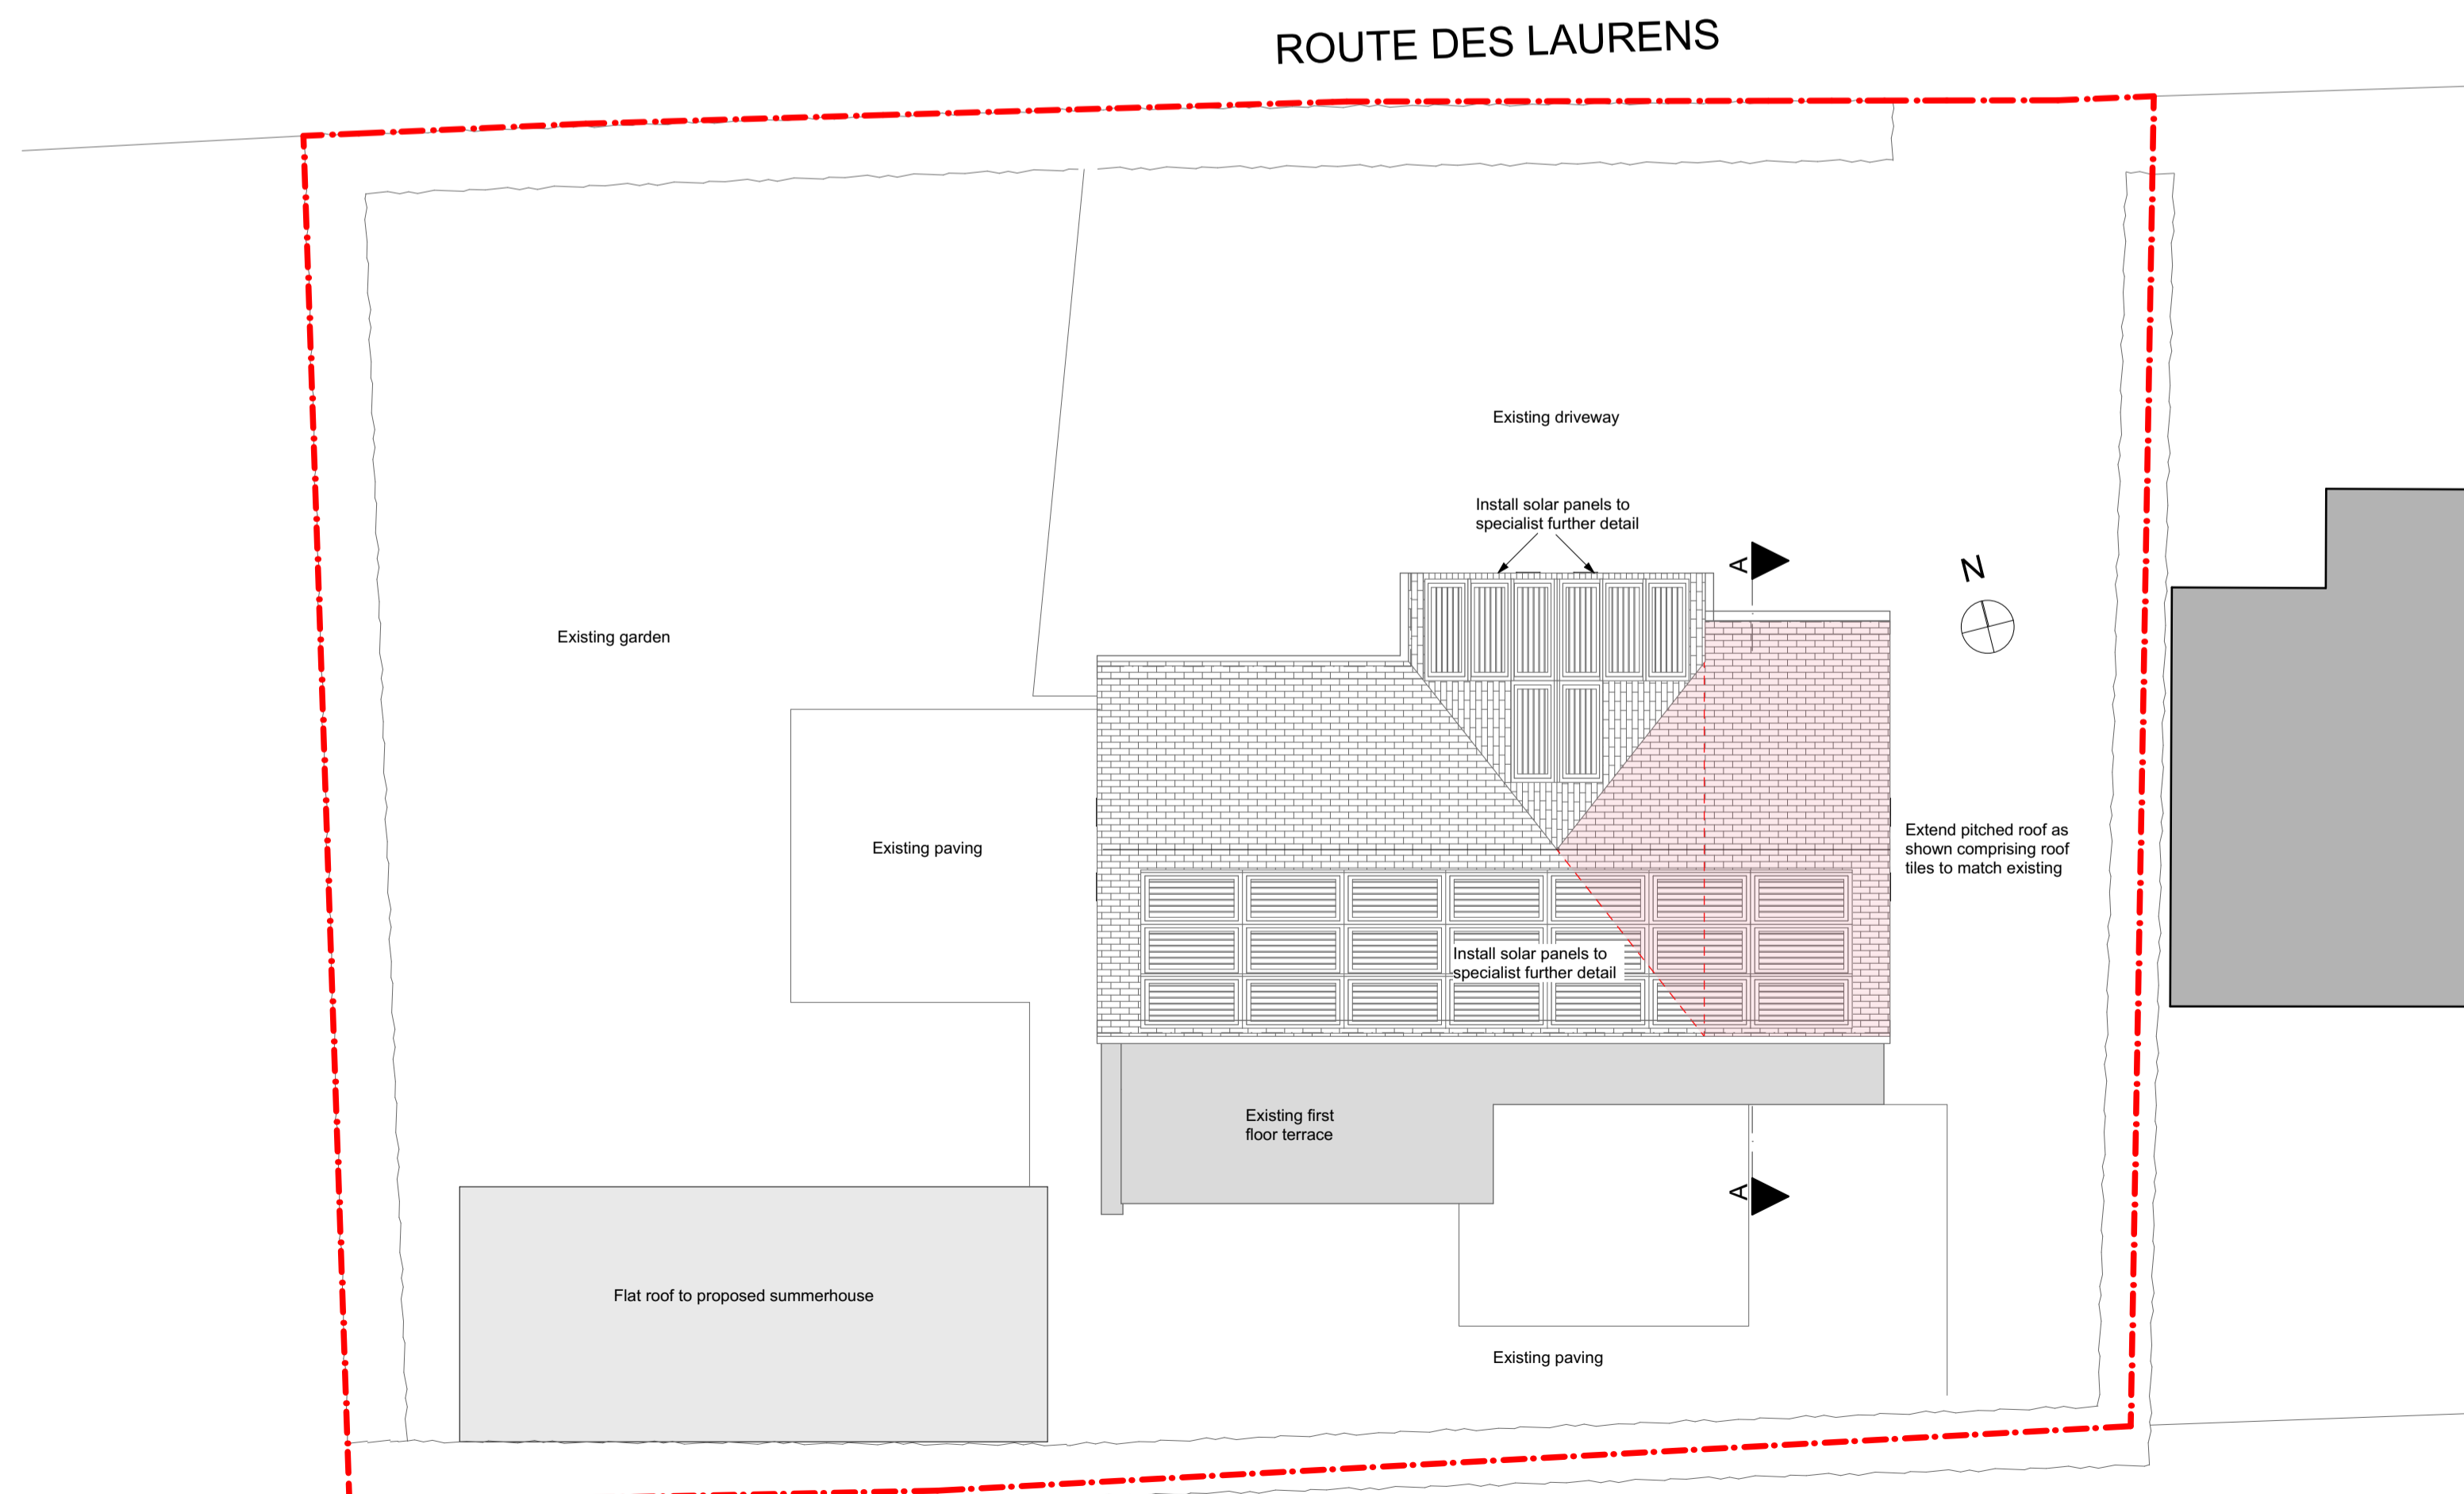 ROUTE DES LAURENS
Existing driveway
Install solar panels to
specialist further detail
A
N
Existing garden
Existing paving
Extend pitched roof as
shown comprising roof
tiles to match existing
Install solar panels to
specialist further detail
Existing first
floor terrace
A
Flat roof to proposed summerhouse
Existing paving